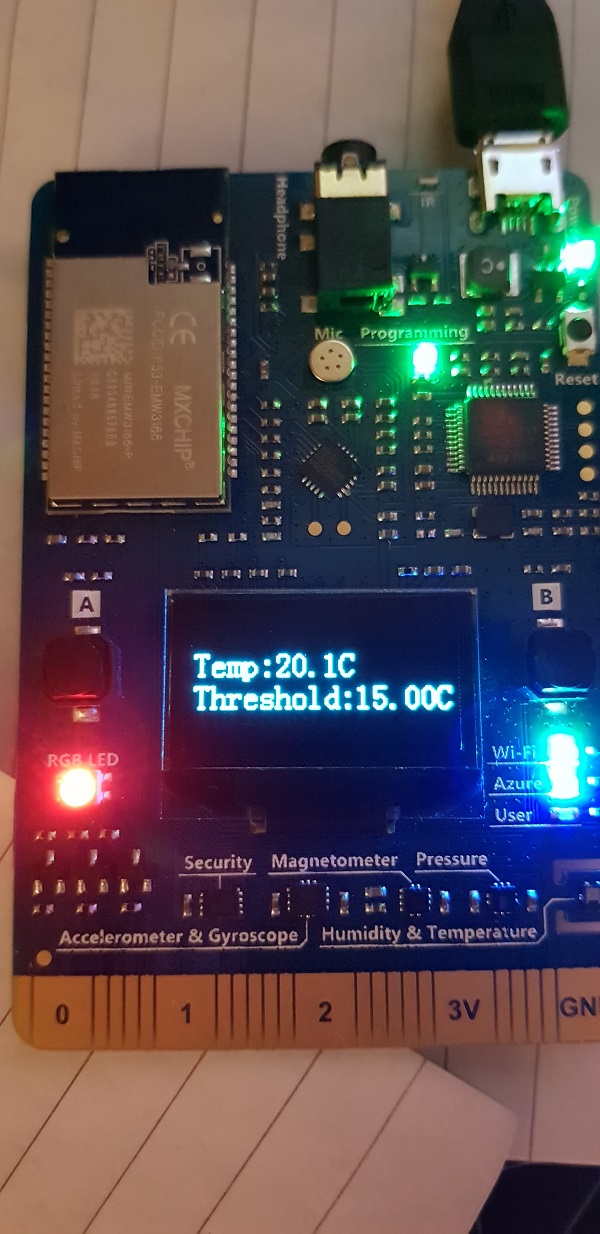 Headphone
Mic
Programming
Reset
MXCHIP®
CE
A
B
Temp:20.1C
Threshold:15.00C
RGB LED
Wi-Fi
Azure
User
Security
Magnetometer
Pressure
Accelerometer & Gyroscope
Humidity & Temperature
0
1
2
3V
GN